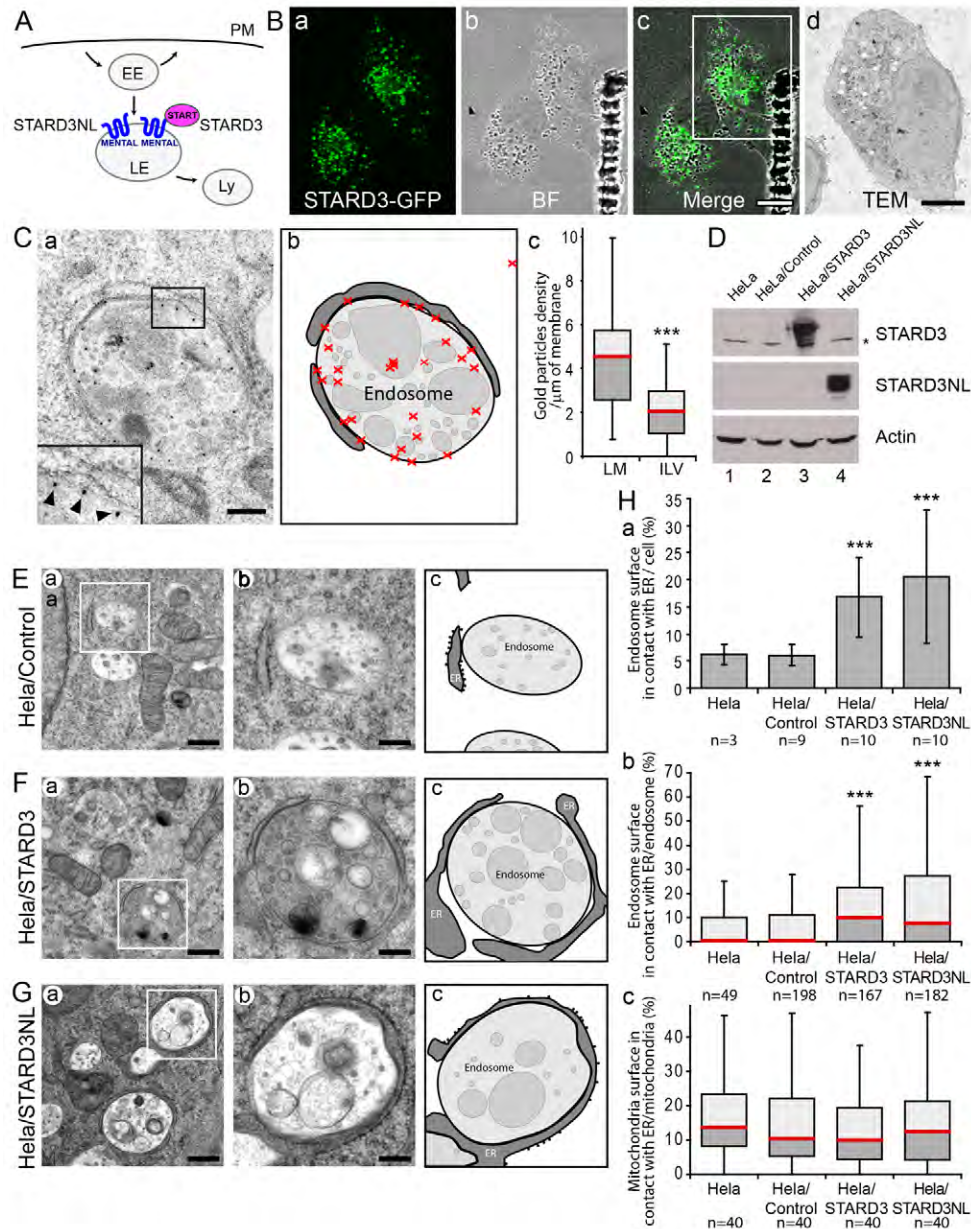 A
PM
EE
STARD3NL
START
STARD3
MENTAL MENTAL
LE
Ly
B
a
b
c
d
STARD3-GFP
BF
Merge
TEM
C
a
b
Endosome
c
Gold particles density
/µm of membrane
10
8
6
4
2
0
***
LM
ILV
D
HeLa
HeLa/Control
HeLa/STARD3
HeLa/STARD3NL
STARD3
*
STARD3NL
Actin
1
2
3
4
E
Hela/Control
a
a
b
c
Endosome
ER
F
Hela/STARD3
a
b
c
ER
Endosome
ER
G
Hela/STARD3NL
a
b
c
Endosome
ER
H
a
Endosure surface
in contact with ER / cell (%)
35
30
25
20
15
10
5
0
***
***
Hela
Hela/
Control
Hela/
STARD3
Hela/
STARD3NL
n=3
n=9
n=10
n=10
b
Endosome surface
in contact with ER/endosome (%)
70
60
50
40
30
20
10
0
***
***
Hela
Hela/
Control
Hela/
STARD3
Hela/
STARD3NL
n=49
n=198
n=167
n=182
c
Mitochondria surface in
contact with ER/mitochondria (%)
50
40
30
20
10
0
Hela
Hela/
Control
Hela/
STARD3
Hela/
STARD3NL
n=40
n=40
n=40
n=40